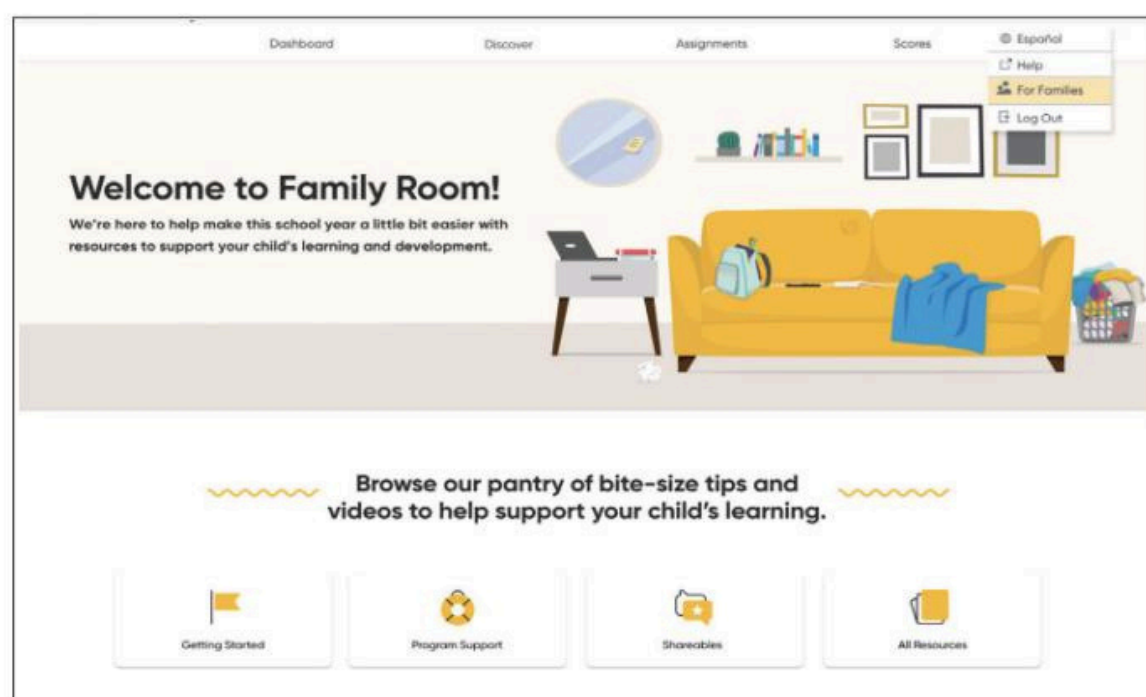 Dashboard
Discover
Assignments
Scores
Español
Help
For Families
Log Out
Welcome to Family Room!
We're here to help make this school year a little bit easier with
resources to support your child's learning and development.
Browse our pantry of bite-size tips and
videos to help support your child's learning.
Getting Started
Program Support
Shareables
All Resources